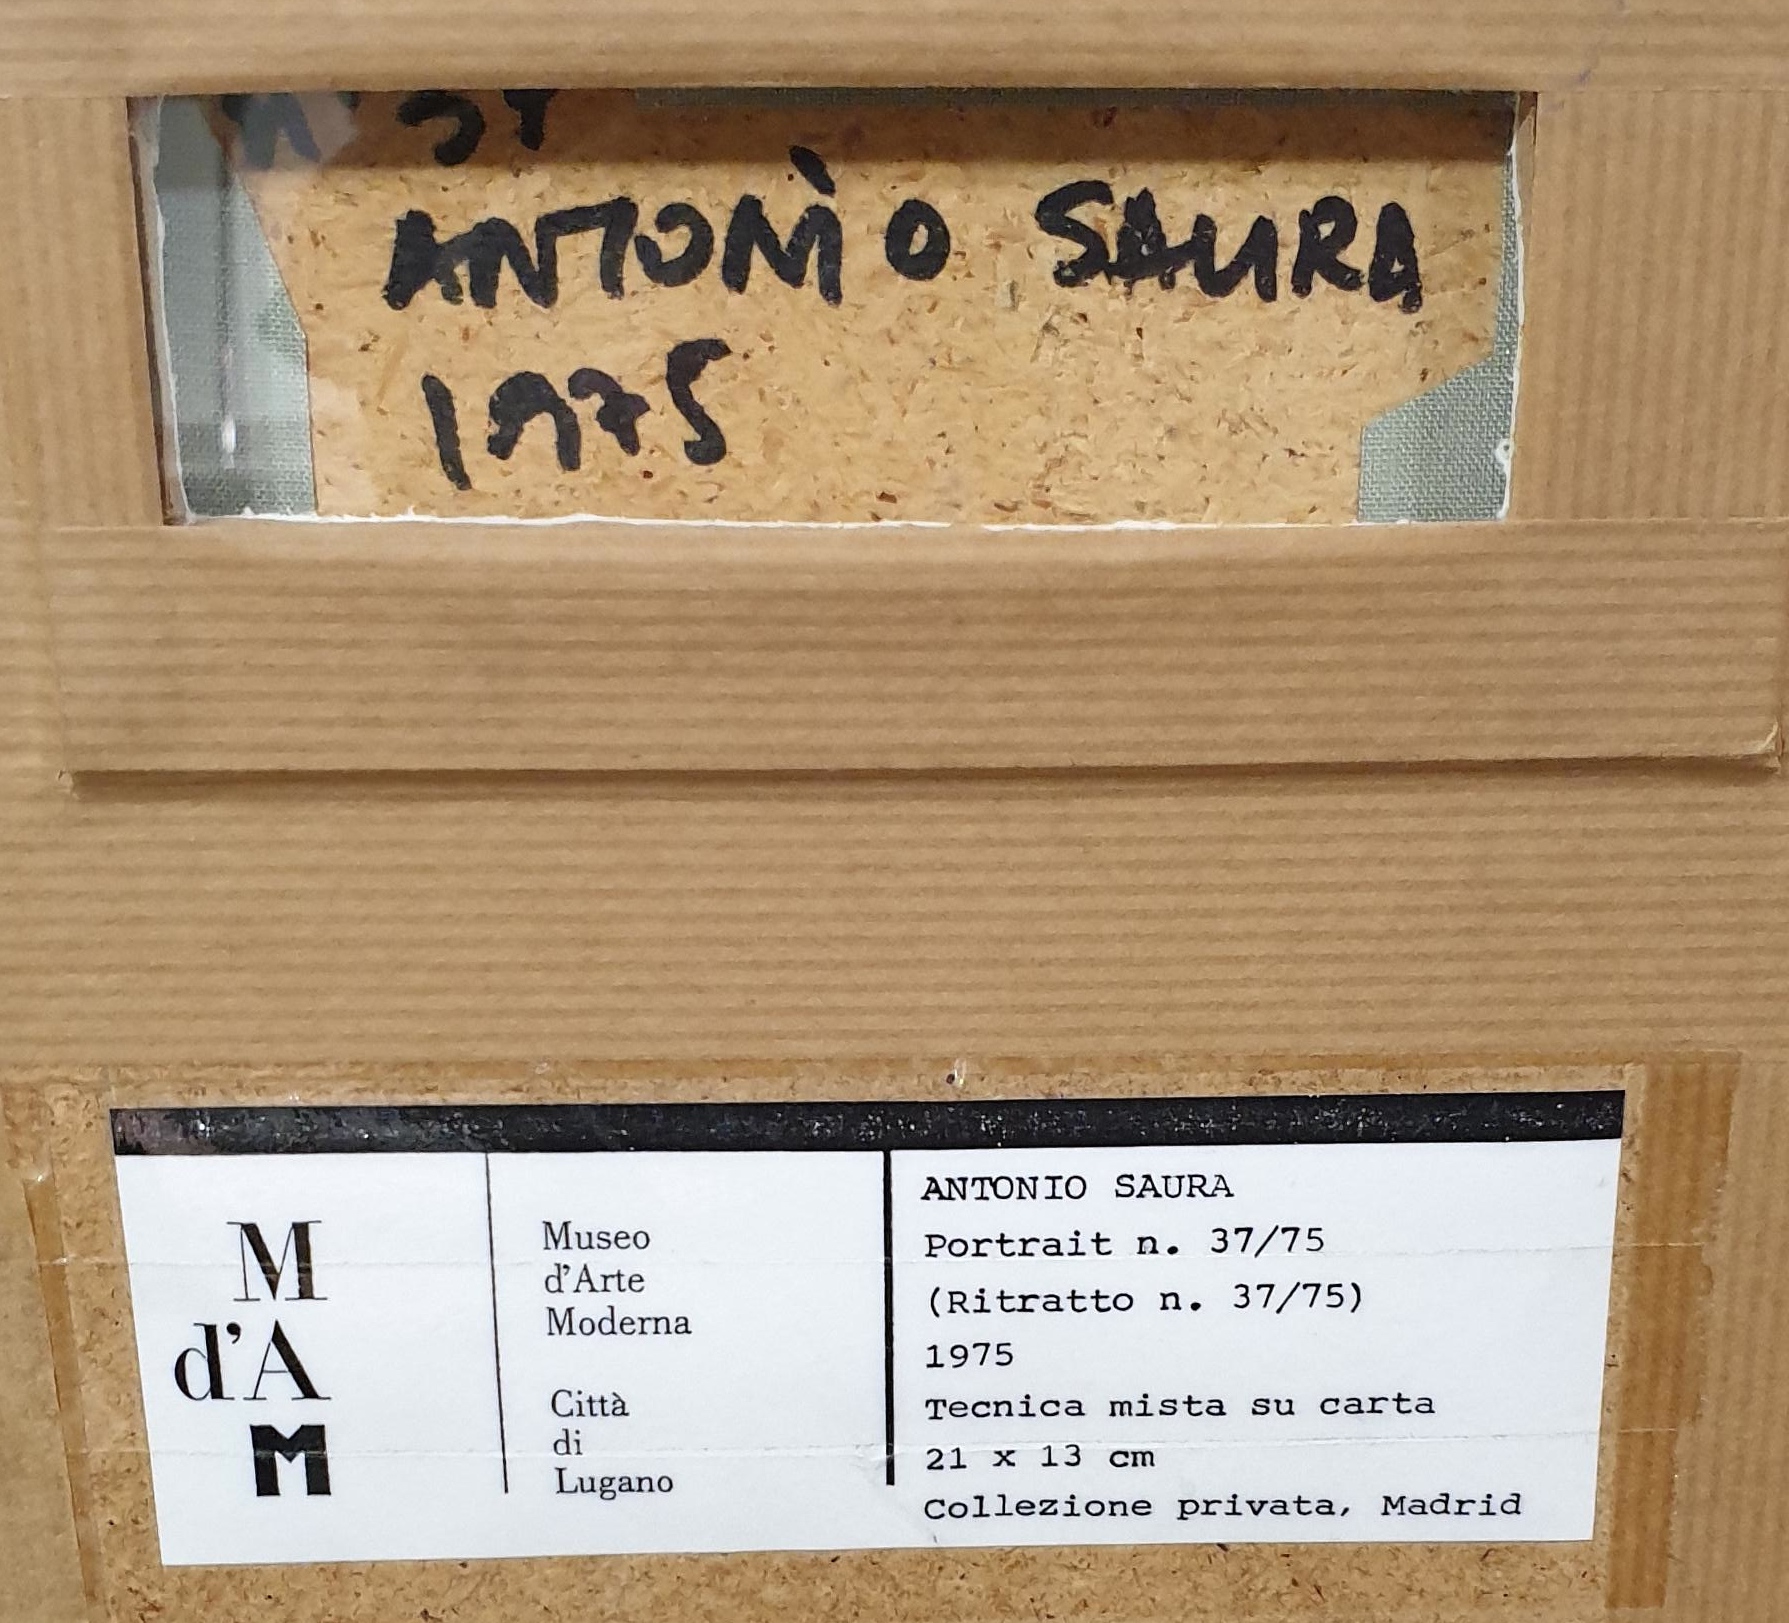 ANTONIO SAURA
1975
M
d'A
M
Museo
d'Arte
Moderna
Città
di
Lugano
ANTONIO SAURA
Portrait n. 37/75
(Ritratto n. 37/75)
1975
Tecnica mista su carta
21 x 13 cm
Collezione privata, Madrid